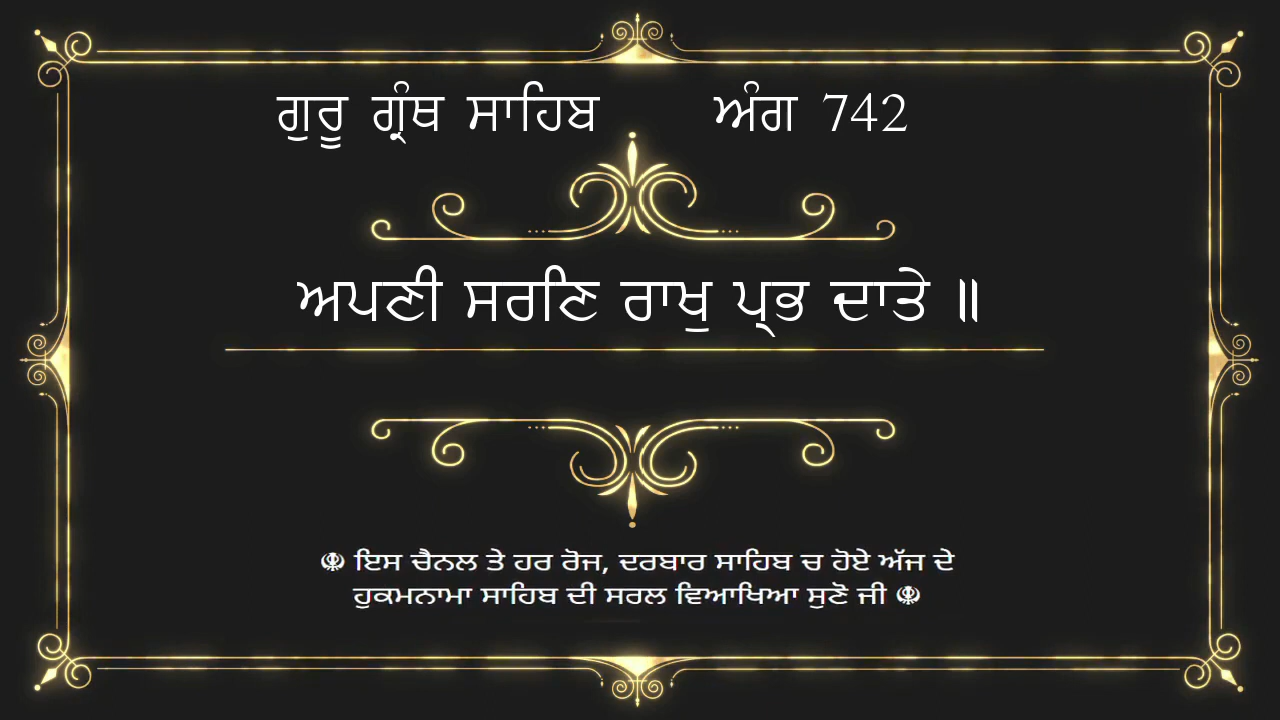 ਗੁਰੂ ਗ੍ਰੰਥ ਸਾਹਿਬ ਅੰਗ 742
ਅਪਣੀ ਸਰਣਿ ਰਾਖੁ ਪ੍ਰਭ ਦਾਤੇ ॥
☬ ਇਸ ਚੈਨਲ ਤੇ ਹਰ ਰੋਜ, ਦਰਬਾਰ ਸਾਹਿਬ ਚ ਹੋਏ ਅੱਜ ਦੇ
ਹੁਕਮਨਾਮਾ ਸਾਹਿਬ ਦੀ ਸਰਲ ਵਿਆਖਿਆ ਸੁਣੋ ਜੀ ☬